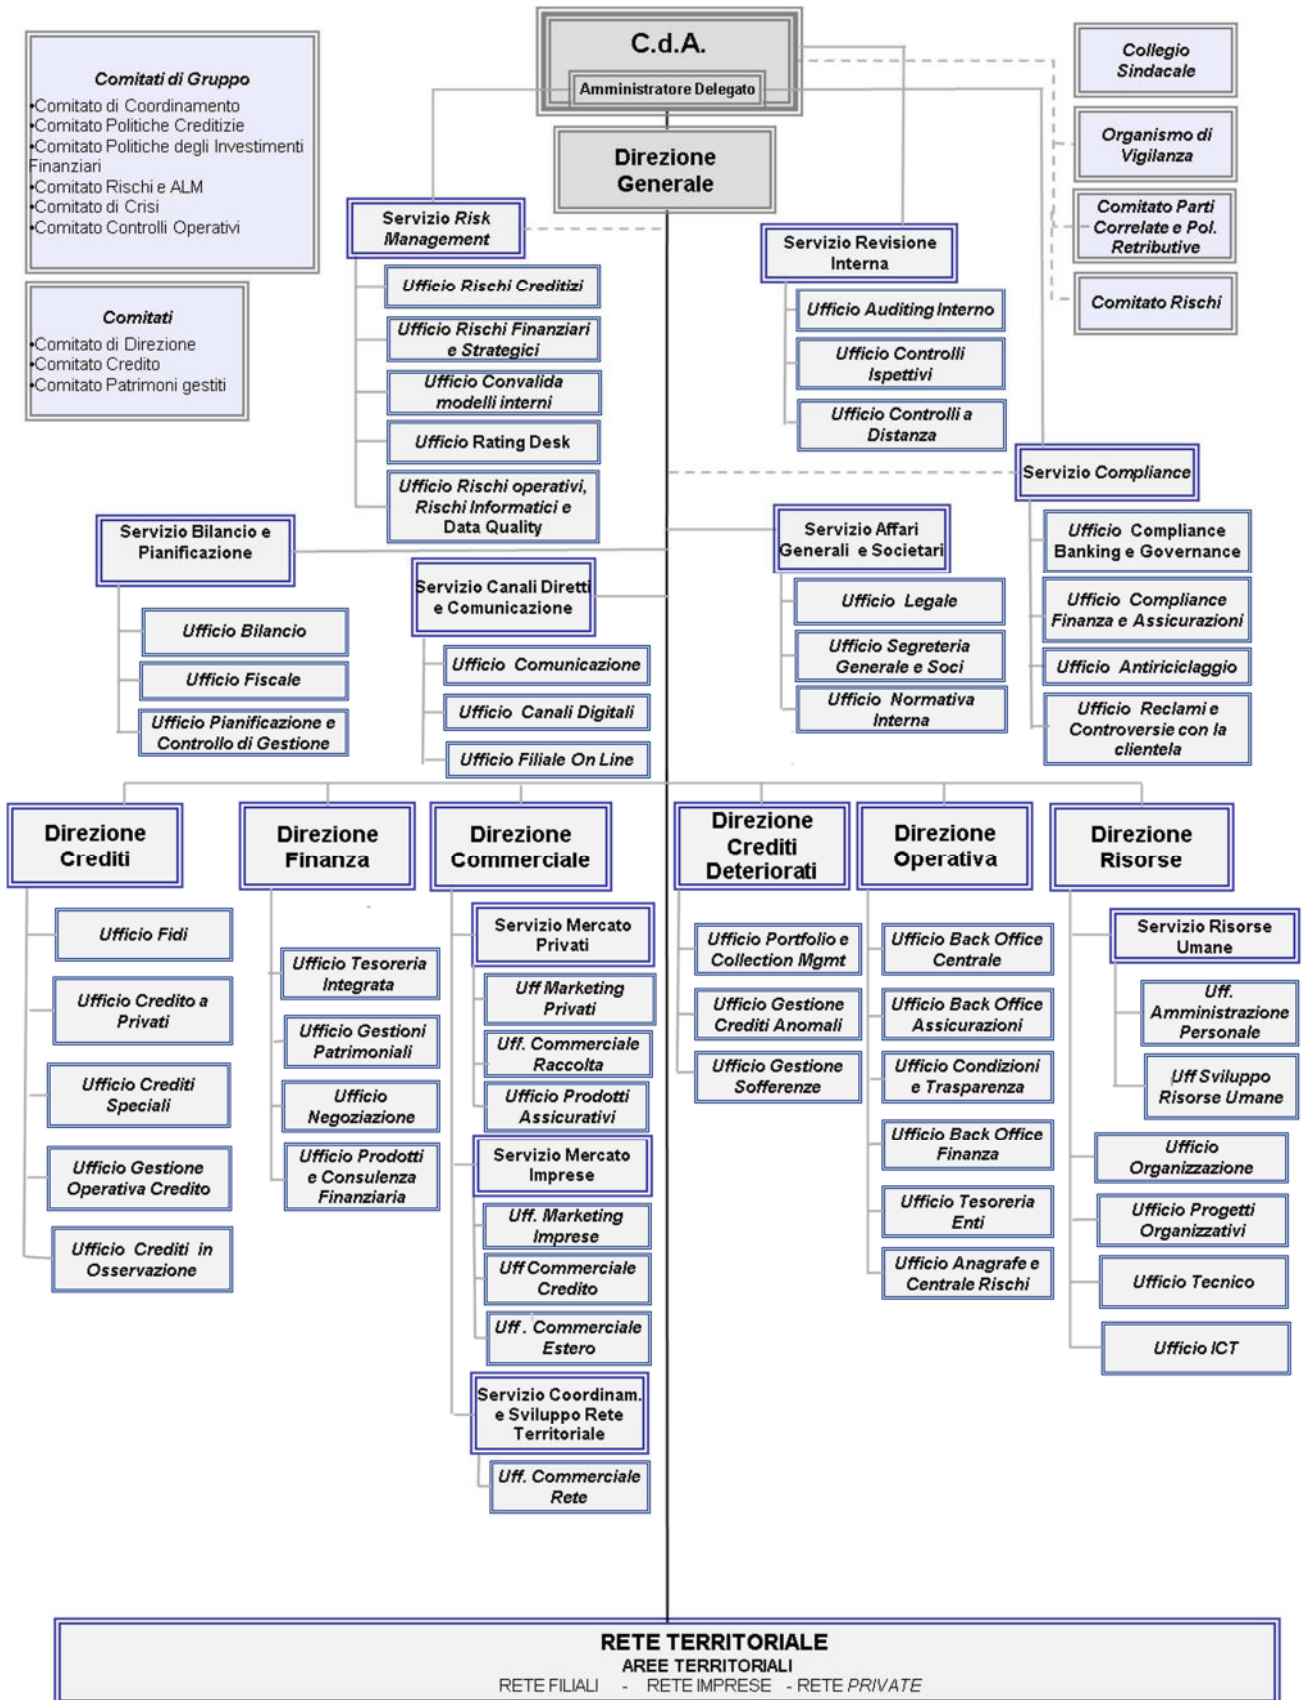 C.d.A.
Amministratore Delegato
Direzione
Generale
Comitati di Gruppo
•Comitato di Coordinamento
•Comitato Politiche Creditizie
•Comitato Politiche degli Investimenti
Finanziari
•Comitato Rischi e ALM
•Comitato di Crisi
•Comitato Controlli Operativi
Comitati
•Comitato di Direzione
•Comitato Credito
•Comitato Patrimoni gestiti
Collegio
Sindacale
Organismo di
Vigilanza
Comitato Parti
Correlate e Pol.
Retributive
Comitato Rischi
Servizio Risk
Management
Ufficio Rischi Creditizi
Ufficio Rischi Finanziari
e Strategici
Ufficio Convalida
modelli interni
Ufficio Rating Desk
Ufficio Rischi operativi,
Rischi Informatici e
Data Quality
Servizio Revisione
Interna
Ufficio Auditing Interno
Ufficio Controlli
Ispettivi
Ufficio Controlli a
Distanza
Servizio Compliance
Ufficio Compliance
Banking e Governance
Ufficio Compliance
Finanza e Assicurazioni
Ufficio Antiriciclaggio
Ufficio Reclami e
Controversie con la
clientela
Servizio Bilancio e
Pianificazione
Ufficio Bilancio
Ufficio Fiscale
Ufficio Pianificazione e
Controllo di Gestione
Servizio Canali Diretti
e Comunicazione
Ufficio Comunicazione
Ufficio Canali Digitali
Ufficio Filiale On Line
Servizio Affari
Generali e Societari
Ufficio Legale
Ufficio Segreteria
Generale e Soci
Ufficio Normativa
Interna
Direzione
Crediti
Ufficio Fidi
Ufficio Credito a
Privati
Ufficio Crediti
Speciali
Ufficio Gestione
Operativa Credito
Ufficio Crediti in
Osservazione
Direzione
Finanza
Ufficio Tesoreria
Integrata
Ufficio Gestioni
Patrimoniali
Ufficio
Negoziazione
Ufficio Prodotti
e Consulenza
Finanziaria
Direzione
Commerciale
Servizio Mercato
Privati
Uff Marketing
Privati
Uff. Commerciale
Raccolta
Ufficio Prodotti
Assicurativi
Servizio Mercato
Imprese
Uff. Marketing
Imprese
Uff Commerciale
Credito
Uff . Commerciale
Estero
Servizio Coordinam.
e Sviluppo Rete
Territoriale
Uff. Commerciale
Rete
Direzione
Crediti
Deteriorati
Ufficio Portfolio e
Collection Mgmt
Ufficio Gestione
Crediti Anomali
Ufficio Gestione
Sofferenze
Direzione
Operativa
Ufficio Back Office
Centrale
Ufficio Back Office
Assicurazioni
Ufficio Condizioni
e Trasparenza
Ufficio Back Office
Finanza
Ufficio Tesoreria
Enti
Ufficio Anagrafe e
Centrale Rischi
Direzione
Risorse
Servizio Risorse
Umane
Uff.
Amministrazione
Personale
Uff Sviluppo
Risorse Umane
Ufficio
Organizzazione
Ufficio Progetti
Organizzativi
Ufficio Tecnico
Ufficio ICT
RETE TERRITORIALE
AREE TERRITORIALI
RETE FILIALI - RETE IMPRESE - RETE PRIVATE